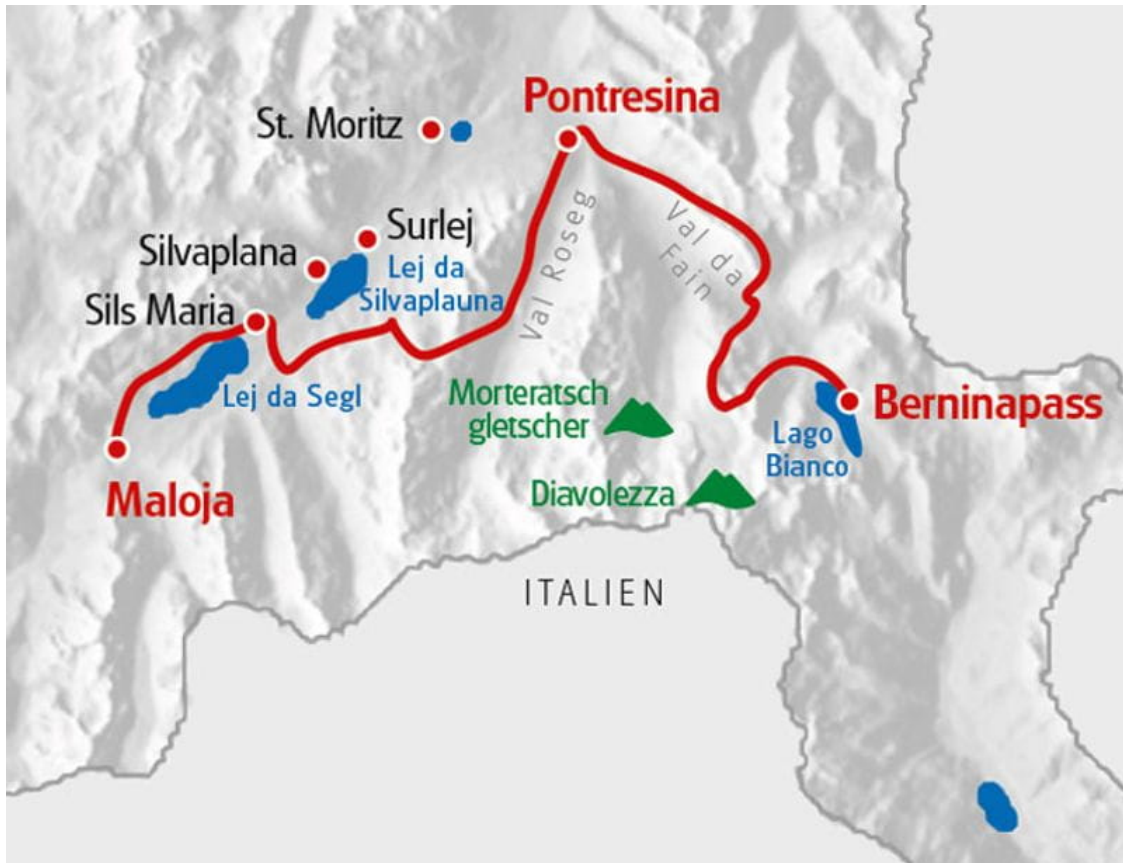 Pontresina
St. Moritz
Surlej
Silvaplana
Lej da
Silvaplauna
Sils Maria
Lej da Segl
Maloja
Val Roseg
Val da
Fain
Morteratsch
gletscher
Diavolezza
Berninapass
Lago
Bianco
ITALIEN